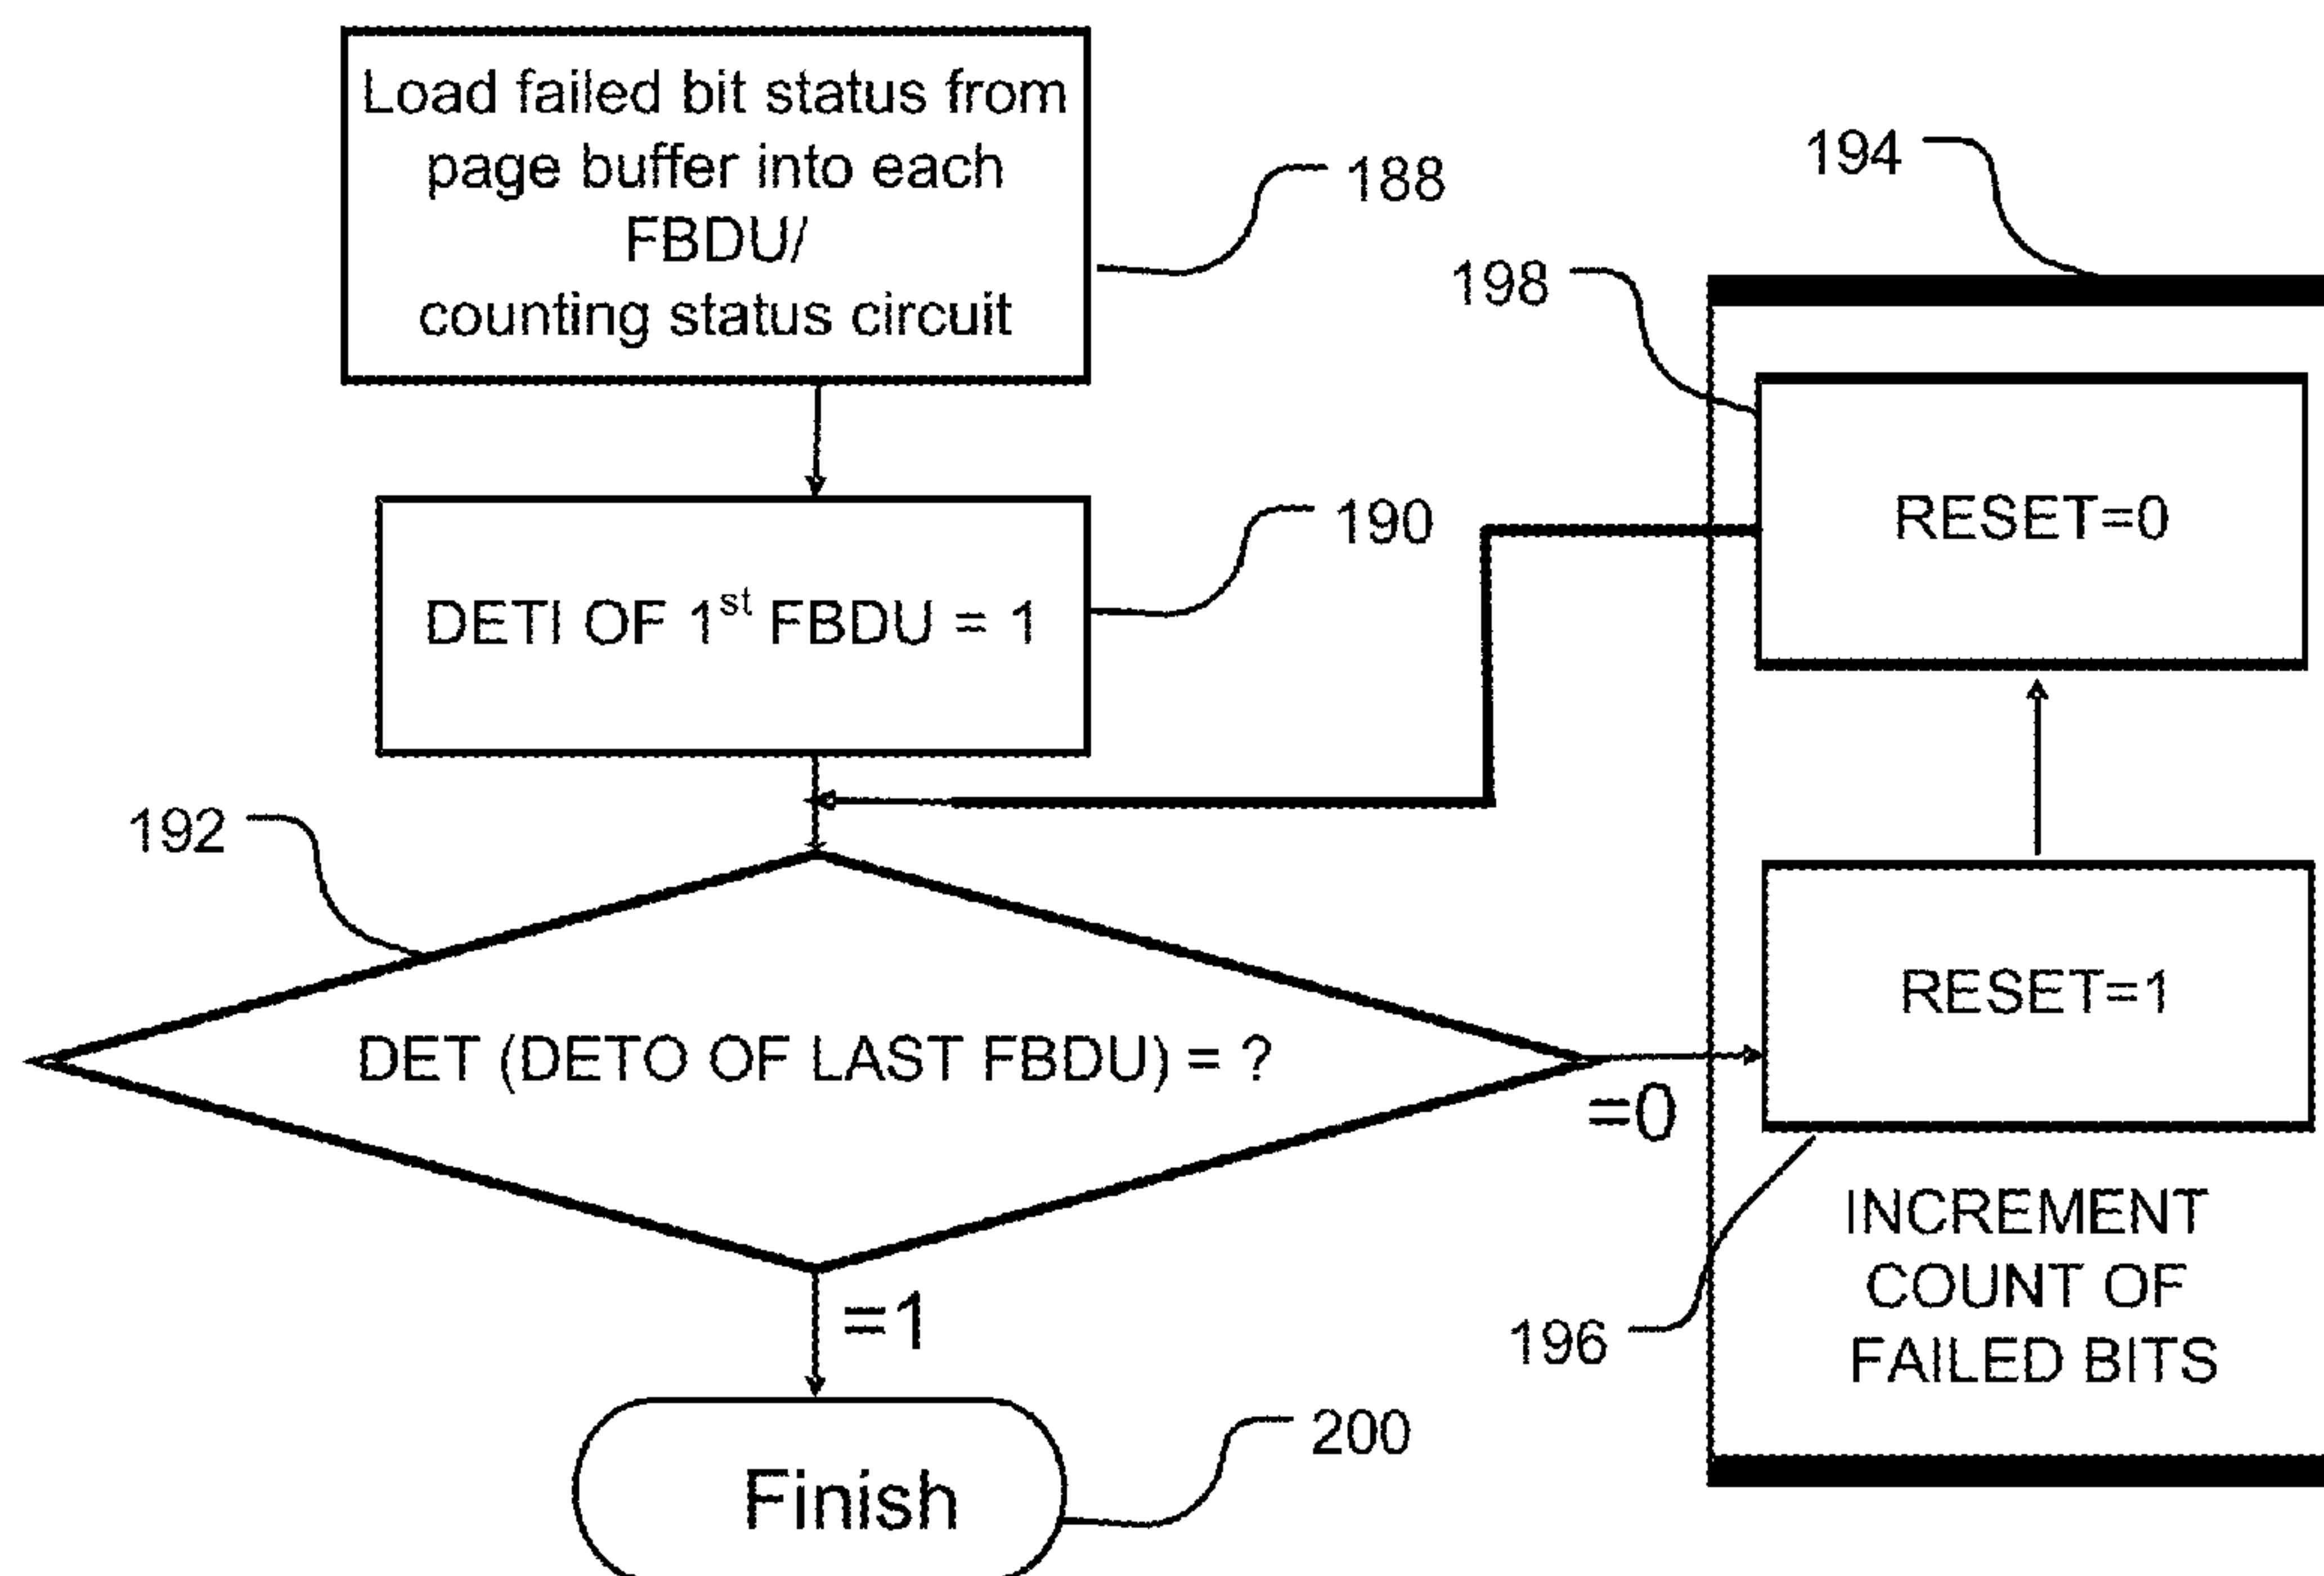 Load failed bit status from
page buffer into each
FBDU/
counting status circuit
188
DETI OF 1st FBDU = 1
190
192
DET (DETO OF LAST FBDU) = ?
=0
=1
Finish
200
194
198
RESET=0
RESET=1
196
INCREMENT
COUNT OF
FAILED BITS